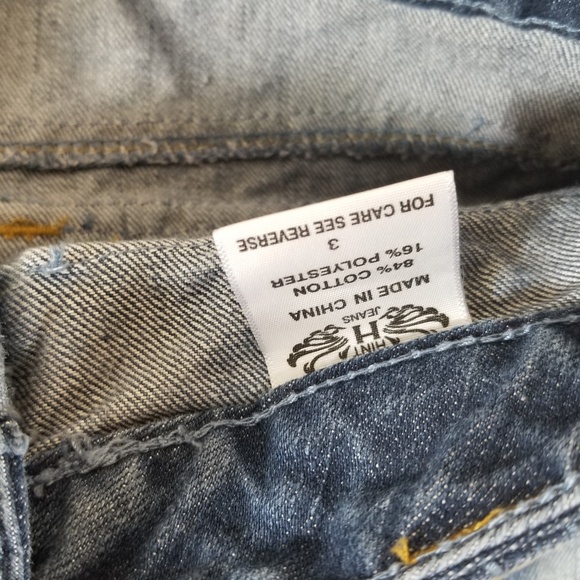 HINT
H
JEANS
MADE IN CHINA
84% COTTON
16% POLYESTER
3
FOR CARE SEE REVERSE